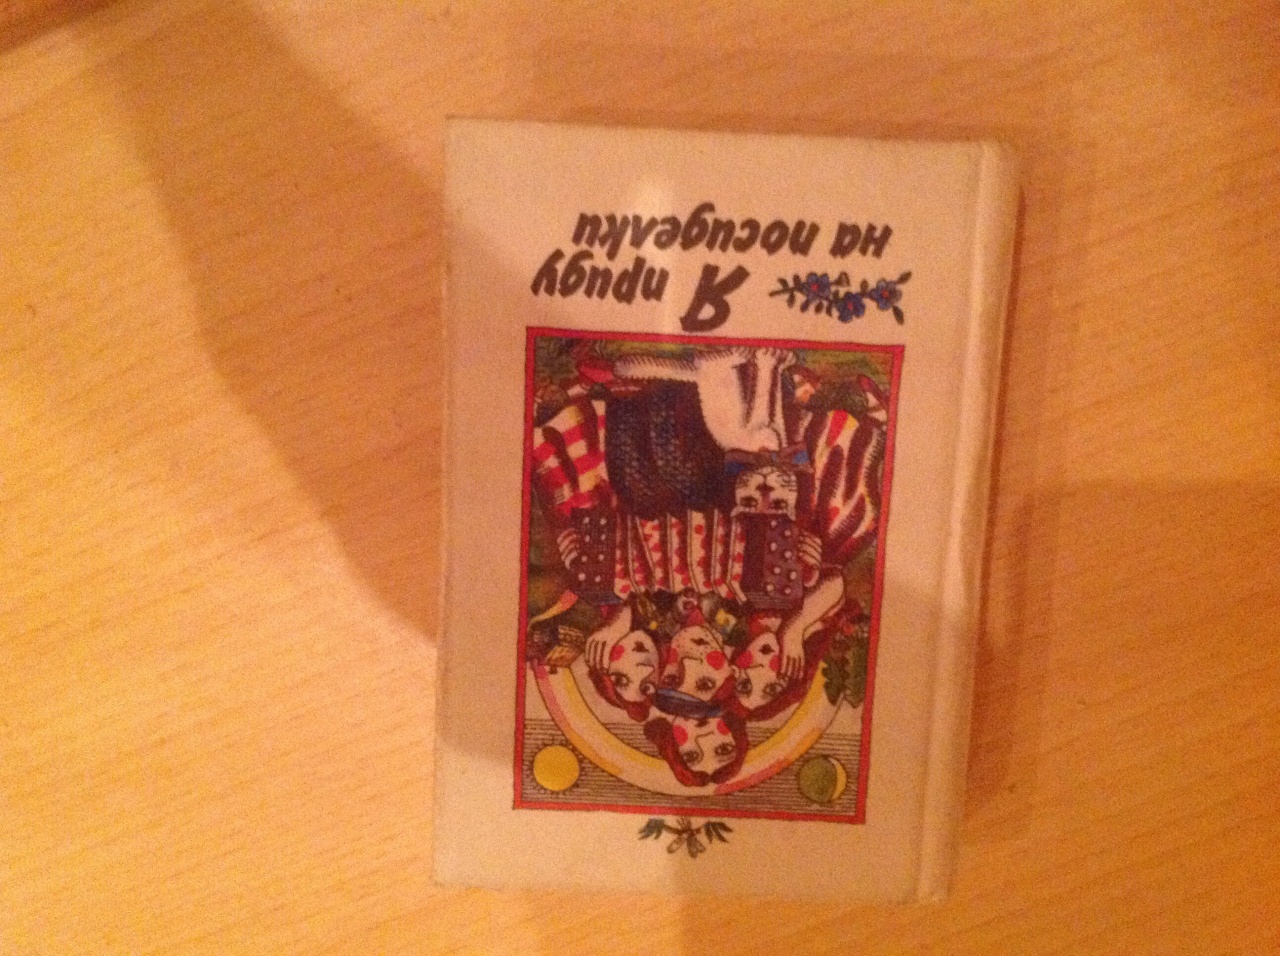 Я приду
на посиделки